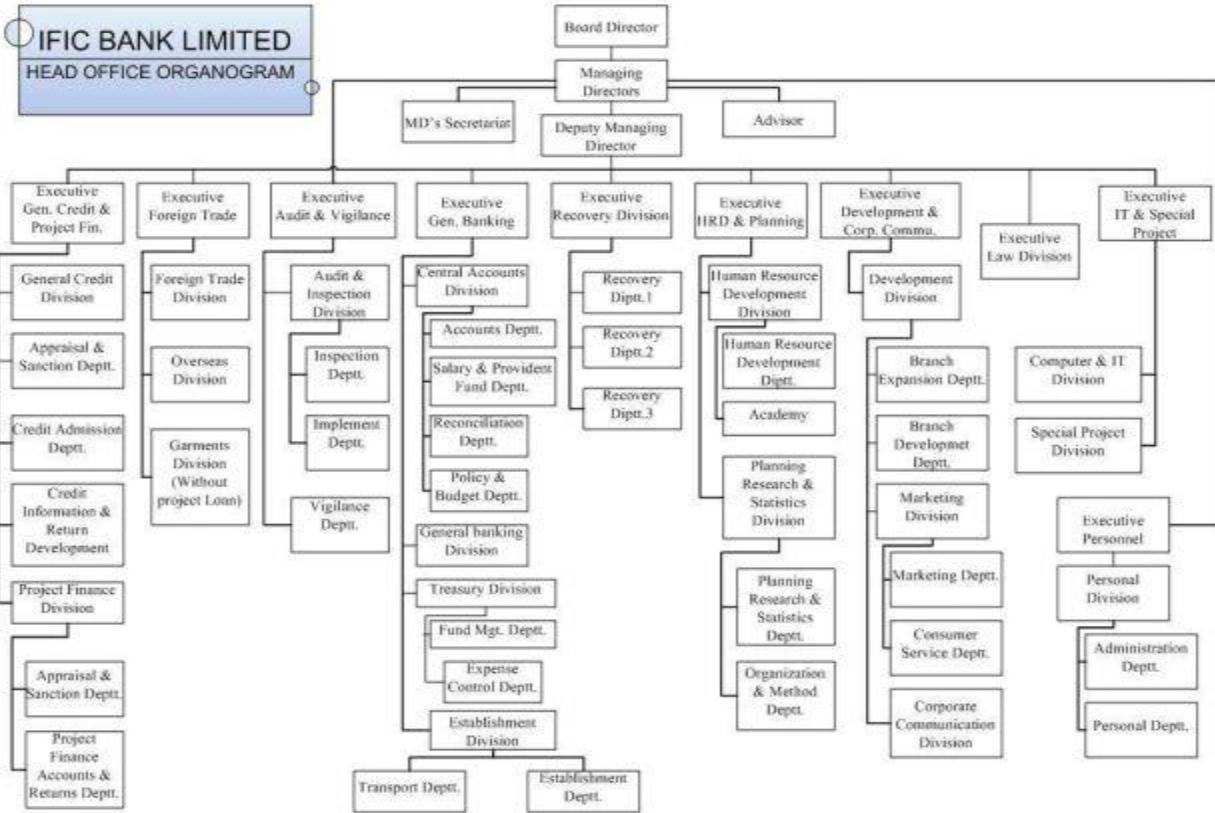 IFIC BANK LIMITED
HEAD OFFICE ORGANOGRAM
Board Director
Managing
Directors
MD's Secretariat
Advisor
Deputy Managing
Director
Executive
Gen. Credit &
Project Fin.
General Credit
Division
Appraisal &
Sanction Deptt.
Credit Admission
Deptt.
Credit
Information &
Return
Development
Project Finance
Division
Appraisal &
Sanction Deptt.
Project
Finance
Accounts &
Returns Deptt.
Executive
Foreign Trade
Foreign Trade
Division
Overseas
Division
Garments
Division
(Without
project Loan)
Executive
Audit & Vigilance
Audit &
Inspection
Division
Inspection
Deptt.
Implement
Deptt.
Vigilance
Deptt.
Executive
Gen. Banking
Central Accounts
Division
Accounts Deptt.
Salary & Provident
Fund Deptt.
Reconciliation
Deptt.
Policy &
Budget Deptt.
General banking
Division
Treasury Division
Fund Mgt. Deptt.
Expense
Control Deptt.
Establishment
Division
Transport Deptt.
Establishment
Deptt.
Executive
Recovery Division
Recovery
Diptt.1
Recovery
Diptt.2
Recovery
Diptt.3
Executive
HRD & Planning
Human Resource
Development
Division
Human Resource
Development
Diptt.
Academy
Planning
Research &
Statistics
Division
Planning
Research &
Statistics
Deptt.
Organization
& Method
Deptt.
Executive
Development &
Corp. Commu.
Development
Division
Branch
Expansion Deptt.
Branch
Developmet
Deptt.
Marketing
Division
Marketing Deptt.
Consumer
Service Deptt.
Corporate
Communication
Division
Executive
Law Division
Executive
IT & Special
Project
Computer & IT
Division
Special Project
Division
Executive
Personnel
Personal
Division
Administration
Deptt.
Personal Deptt.